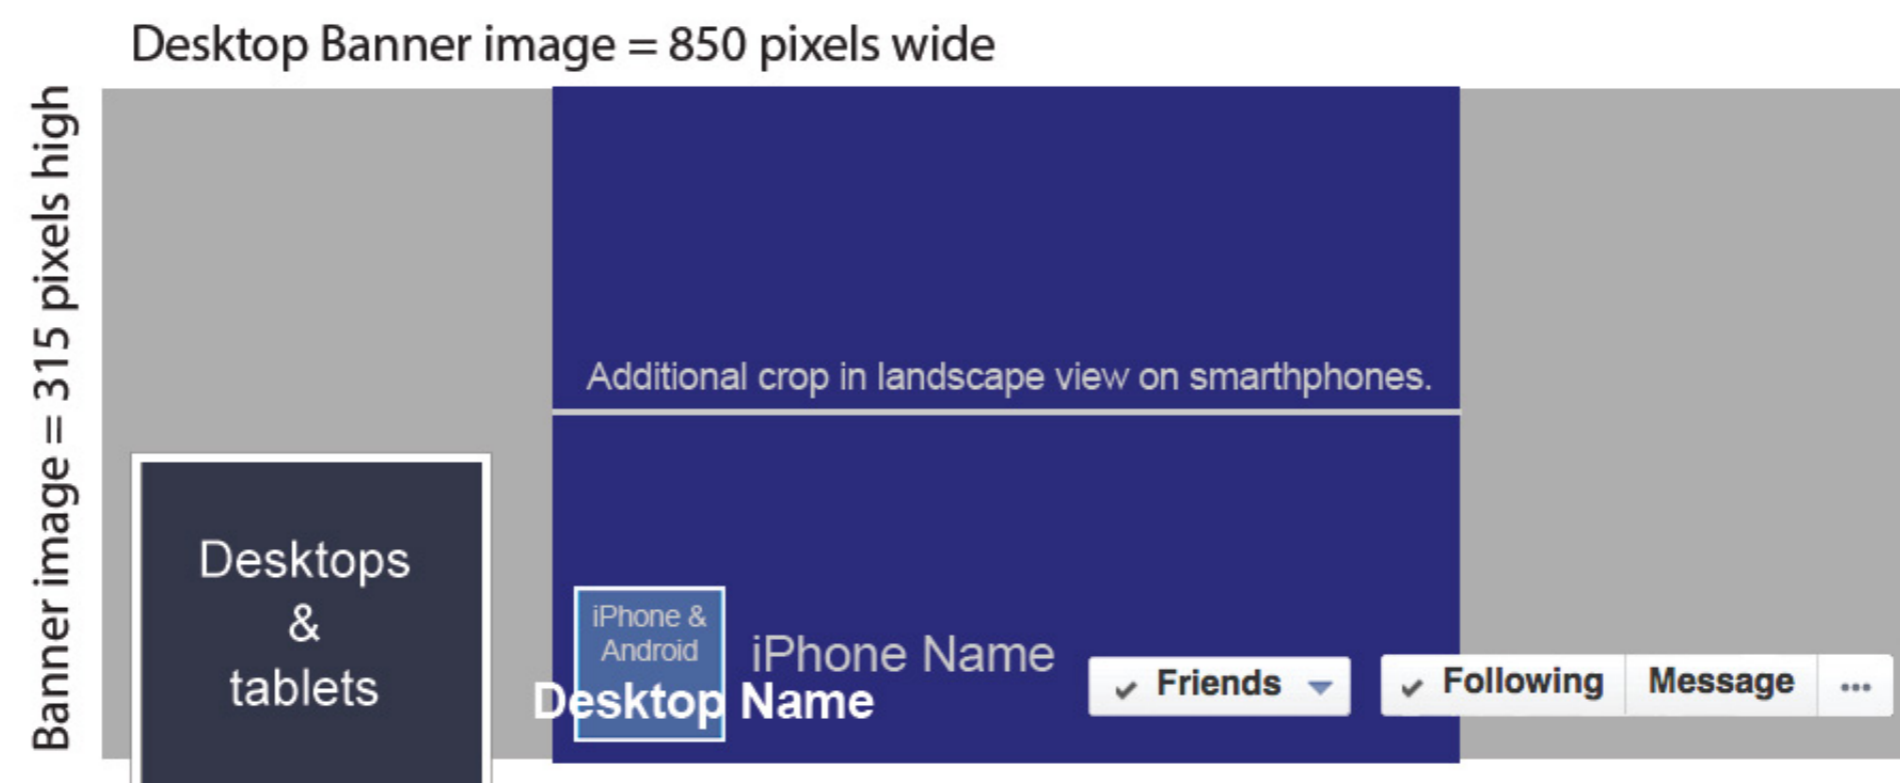 Desktop Banner image = 850 pixels wide
Banner image = 315 pixels high
Additional crop in landscape view on smarthphones.
Desktops
&
tablets
iPhone &
Android
iPhone Name
Desktop Name
Friends
Following
Message
...